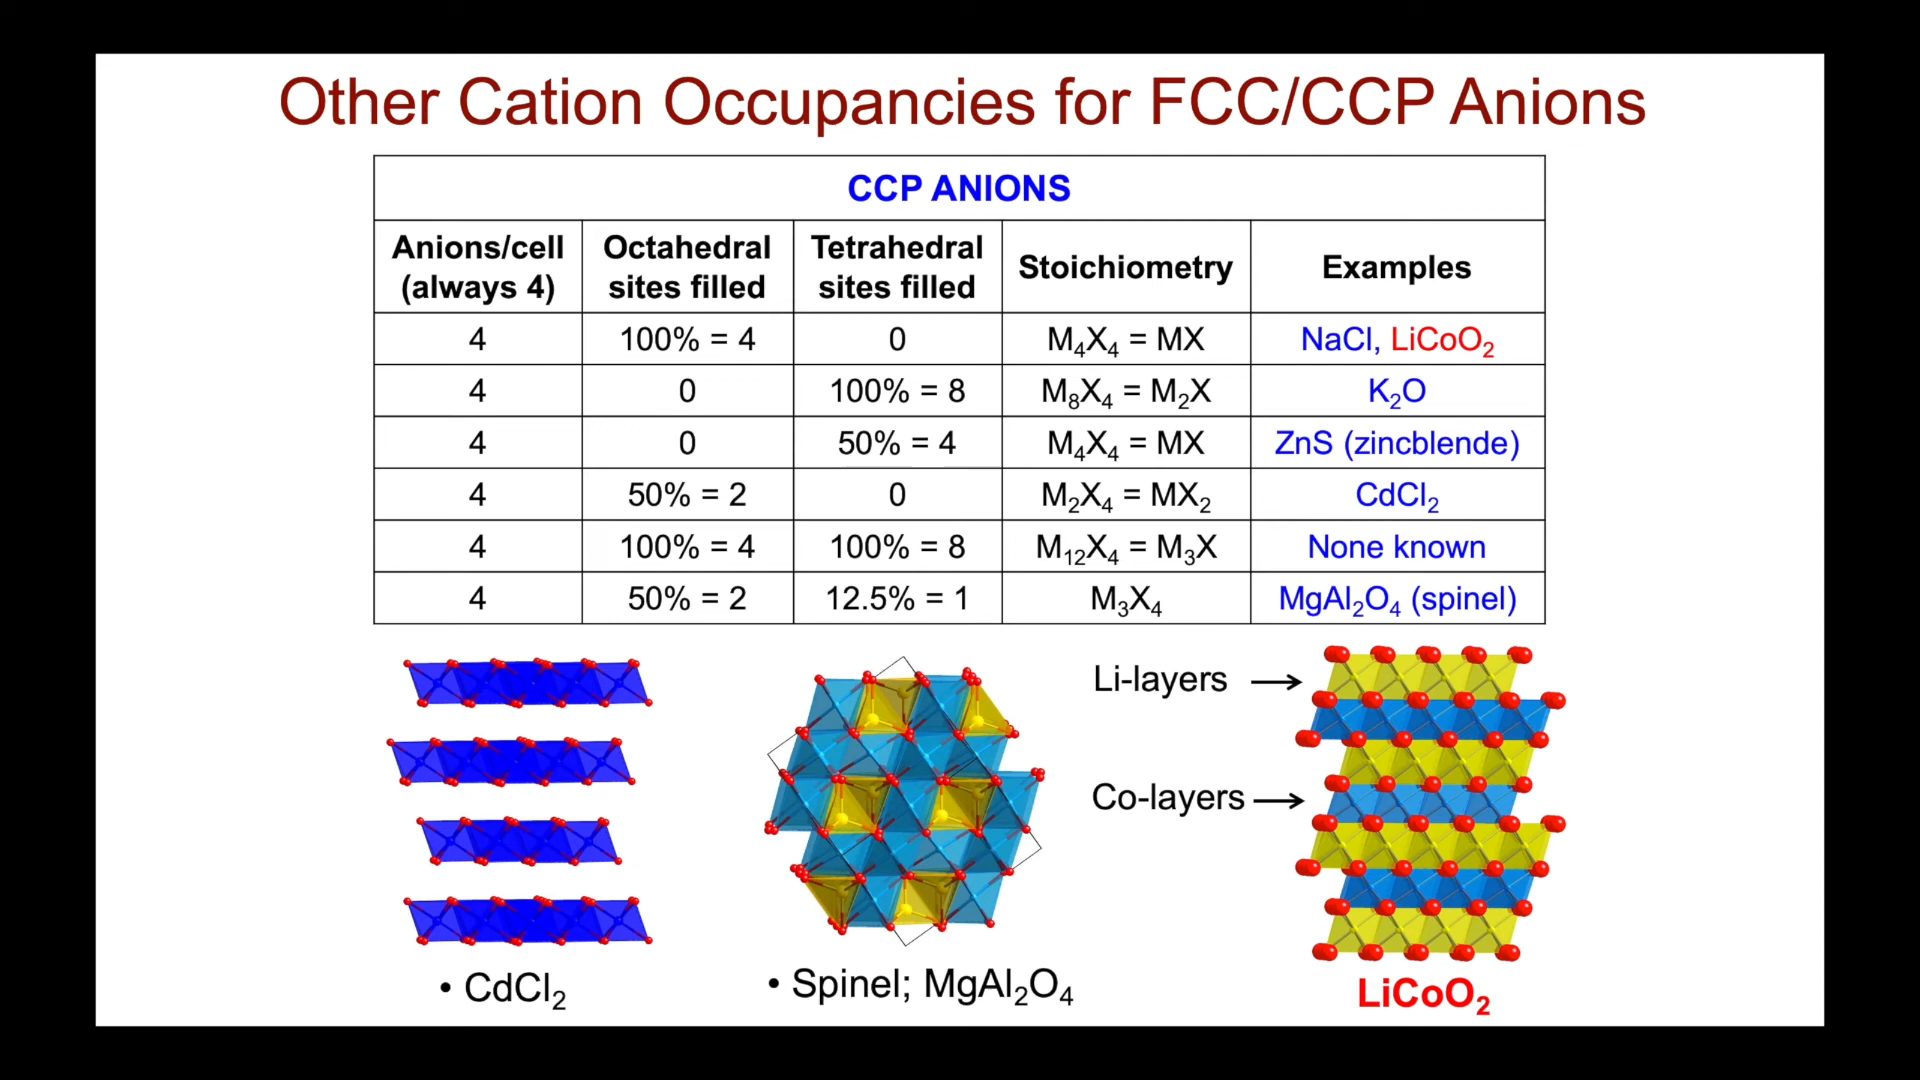 Other Cation Occupancies for FCC/CCP Anions
CCP ANIONS
Anions/cell (always 4) Octahedral sites filled Tetrahedral sites filled Stoichiometry Examples
4 100% = 4 0 M₄X₄ = MX NaCl, LiCoO₂
4 0 100% = 8 M₈X₄ = M₂X K₂O
4 0 50% = 4 M₄X₄ = MX ZnS (zincblende)
4 50% = 2 0 M₂X₄ = MX₂ CdCl₂
4 100% = 4 100% = 8 M₁₂X₄ = M₃X None known
4 50% = 2 12.5% = 1 M₃X₄ MgAl₂O₄ (spinel)
Li-layers
Co-layers
• CdCl₂
• Spinel; MgAl₂O₄
LiCoO₂